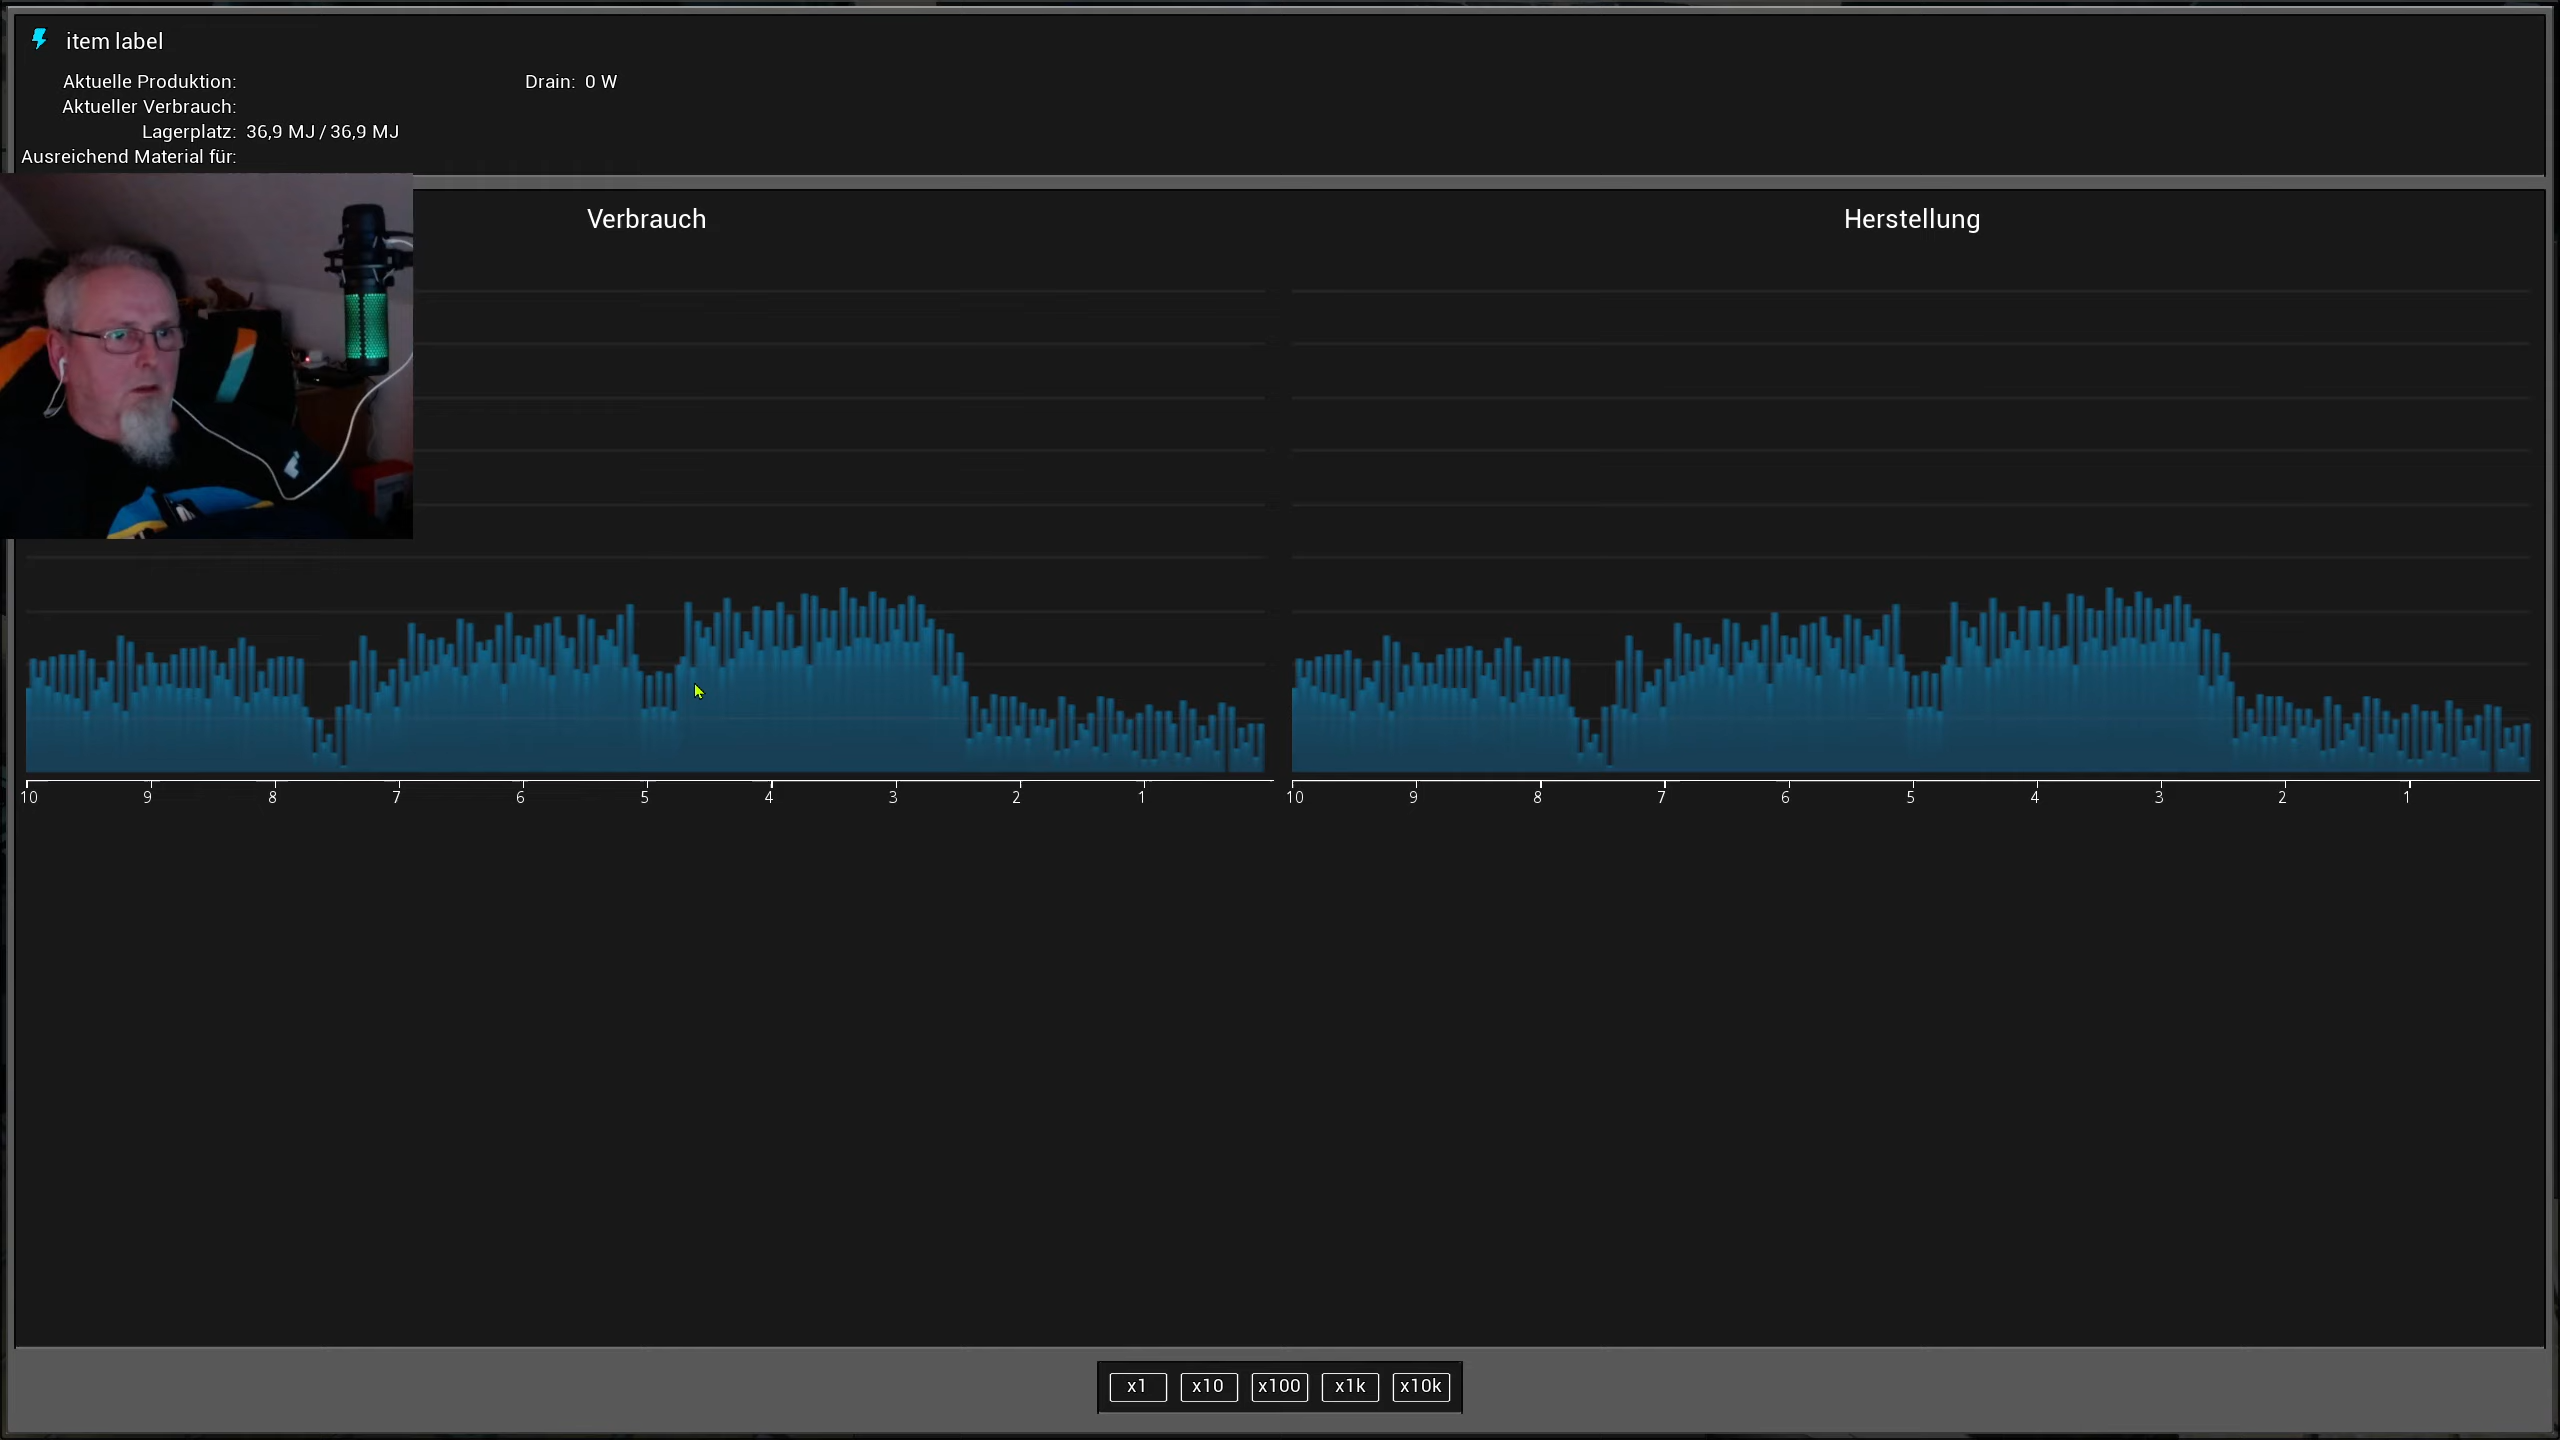 item label
Aktuelle Produktion:
Drain: 0 W
Aktueller Verbrauch:
Lagerplatz: 36,9 MJ / 36,9 MJ
Ausreichend Material für:
Verbrauch
Herstellung
10 9 8 7 6 5 4 3 2 1
10 9 8 7 6 5 4 3 2 1
x1 x10 x100 x1k x10k